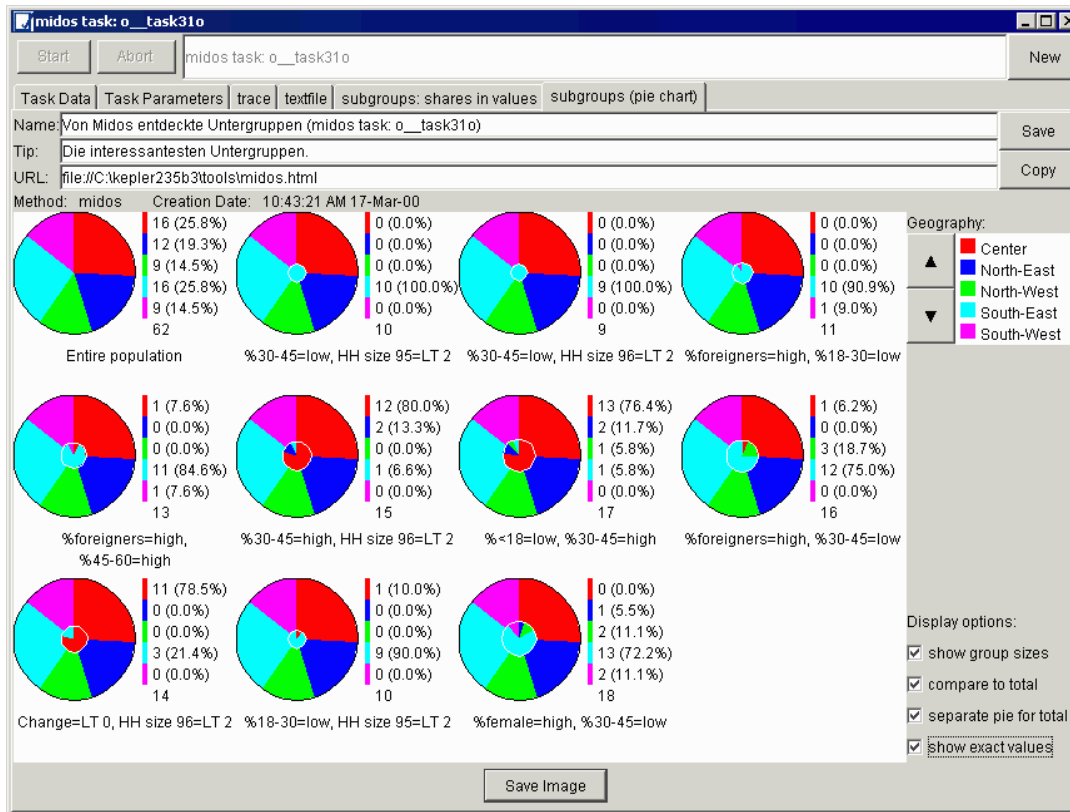 midos task: o__task31o
Start Abort midos task: o__task31o New
Task Data Task Parameters trace textfile subgroups: shares in values subgroups (pie chart)
Name: Von Midos entdeckte Untergruppen (midos task: o__task31o) Save
Tip: Die interessantesten Untergruppen.
URL: file://C:\kepler235b3\tools\midos.html Copy
Method: midos Creation Date: 10:43:21 AM 17-Mar-00
16 (25.8%)
12 (19.3%)
9 (14.5%)
16 (25.8%)
9 (14.5%)
62
Entire population
0 (0.0%)
0 (0.0%)
0 (0.0%)
10 (100.0%)
0 (0.0%)
10
%30-45=low, HH size 95=LT 2
0 (0.0%)
0 (0.0%)
0 (0.0%)
9 (100.0%)
0 (0.0%)
9
%30-45=low, HH size 96=LT 2
0 (0.0%)
0 (0.0%)
0 (0.0%)
10 (90.9%)
1 (9.0%)
11
%foreigners=high, %18-30=low
1 (7.6%)
0 (0.0%)
0 (0.0%)
11 (84.6%)
1 (7.6%)
13
%foreigners=high,
%45-60=high
12 (80.0%)
2 (13.3%)
0 (0.0%)
1 (6.6%)
0 (0.0%)
15
%30-45=high, HH size 96=LT 2
13 (76.4%)
2 (11.7%)
1 (5.8%)
1 (5.8%)
0 (0.0%)
17
%<18=low, %30-45=high
1 (6.2%)
0 (0.0%)
3 (18.7%)
12 (75.0%)
0 (0.0%)
16
%foreigners=high, %30-45=low
11 (78.5%)
0 (0.0%)
0 (0.0%)
3 (21.4%)
0 (0.0%)
14
Change=LT 0, HH size 96=LT 2
1 (10.0%)
0 (0.0%)
0 (0.0%)
9 (90.0%)
0 (0.0%)
10
%18-30=low, HH size 95=LT 2
0 (0.0%)
1 (5.5%)
2 (11.1%)
13 (72.2%)
2 (11.1%)
18
%female=high, %30-45=low
Geography:
Center
North-East
North-West
South-East
South-West
Display options:
show group sizes
compare to total
separate pie for total
show exact values
Save Image